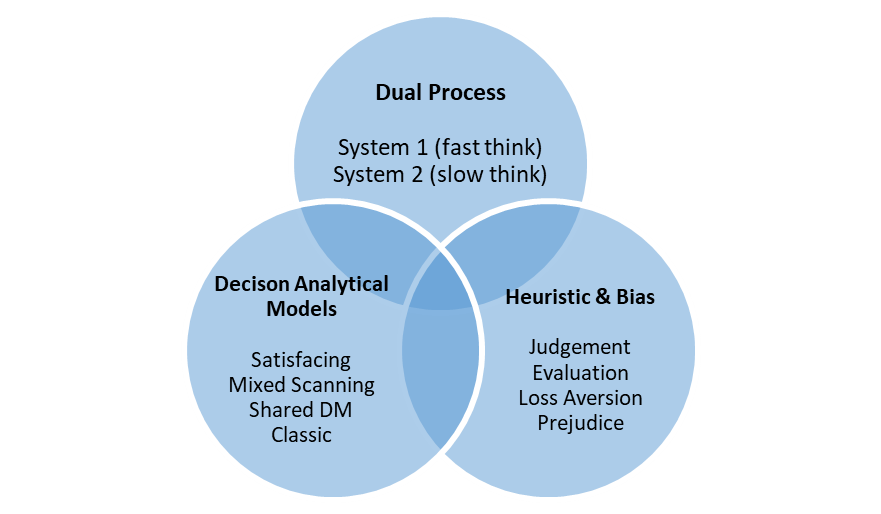 Dual Process
System 1 (fast think)
System 2 (slow think)
Decison Analytical
Models
Satisfacing
Mixed Scanning
Shared DM
Classic
Heuristic & Bias
Judgement
Evaluation
Loss Aversion
Prejudice